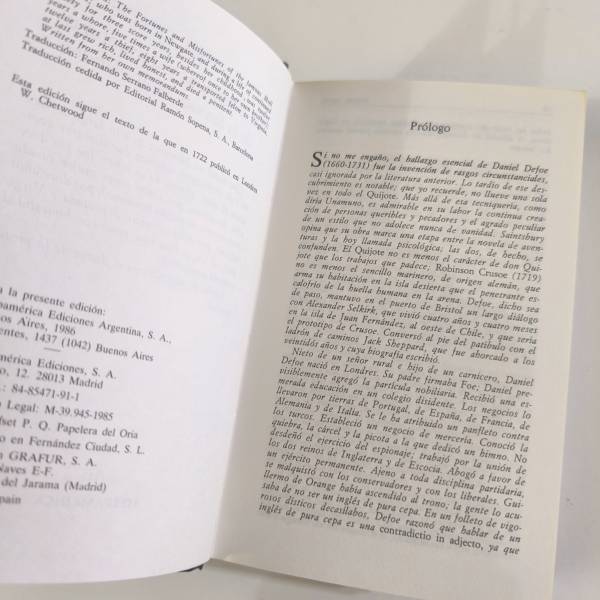 The Fortunes and Misfortunes of the famous Moll
who was born in Newgate, and during a life of continued
for three score years, besides her childhood, was
years a whore, five times a wife (whereof once to her own brother),
twelve years a thief, eight years a transported felon in Virginia,
at last grew rich, lived honest, and died a penitent.
Written from her own memorandums.
Traducción: Fernando Serrano Falherde
Traducción cedida por Editorial Ramón Sopena, S. A., Barcelona
Esta edición sigue el texto de la que en 1722 publicó en Londres
W. Chetwood
la presente edición:
américa Ediciones Argentina, S. A.,
os Aires, 1986
entes, 1437 (1042) Buenos Aires
mérica Ediciones, S. A.
o, 12. 28013 Madrid
: 84-85471-91-1
Legal: M-39.945-1985
fset P. Q. Papelera del Oria
o en Fernández Ciudad, S. L.
n GRAFUR, S. A.
Naves E-F.
del Jarama (Madrid)
pain
Prólogo
Si no me engaño, el hallazgo esencial de Daniel Defoe
(1660-1731) fue la invención de rasgos circunstanciales,
casi ignorada por la literatura anterior. Lo tardío de ese des-
cubrimiento es notable; que yo recuerde, no llueve una sola
vez en todo el Quijote. Más allá de esa tecniquería, como
diría Unamuno, es admirable en su labor la continua crea-
ción de personas queribles y pecadores y el agrado peculiar
de un estilo que no adolece nunca de vanidad. Saintsbury
opina que su obra marca una etapa entre la novela de aven-
turas y la hoy llamada psicológica; las dos, de hecho, se
confunden. El Quijote no es menos el carácter de don Qui-
jote que los trabajos que padece; Robinson Crusoe (1719)
no es menos el sencillo marinero, de origen alemán, que
arma su habitación en la isla desierta que el penetrante es-
calofrío de la huella humana en la arena. Defoe, dicho sea
de paso, mantuvo en el puerto de Bristol un largo diálogo
con Alexander Selkirk, que vivió cuatro años y cuatro meses
en la isla de Juan Fernández, al oeste de Chile, y que sería
el prototipo de Crusoe. Conversó al pie del patíbulo con el
ladrón de caminos Jack Sheppard, que fue ahorcado a los
veintidós años y cuya biografía escribió.
Nieto de un señor rural e hijo de un carnicero, Daniel
Defoe nació en Londres. Su padre firmaba Foe; Daniel pre-
visiblemente agregó la partícula nobiliaria. Recibió una es-
merada educación en un colegio disidente. Los negocios lo
llevaron por tierras de Portugal, de España, de Francia, de
Alemania y de Italia. Se le ha atribuido un panfleto contra
los turcos. Estableció un negocio de mercería. Conoció la
quiebra, la cárcel y la picota a la que dedicó un himno. No
desdeñó el ejercicio del espionaje; trabajó por la unión de
los dos reinos de Inglaterra y de Escocia. Abogó a favor de
un ejército permanente. Ajeno a toda disciplina partidaria,
se malquistó con los conservadores y con los liberales. Gui-
llermo de Orange había ascendido al trono; la gente lo acu-
saba de no ser un inglés de pura cepa. En un folleto de vigo-
rosos dísticos decasílabos, Defoe razonó que hablar de un
inglés de pura cepa es una contradictio in adjecto, ya que